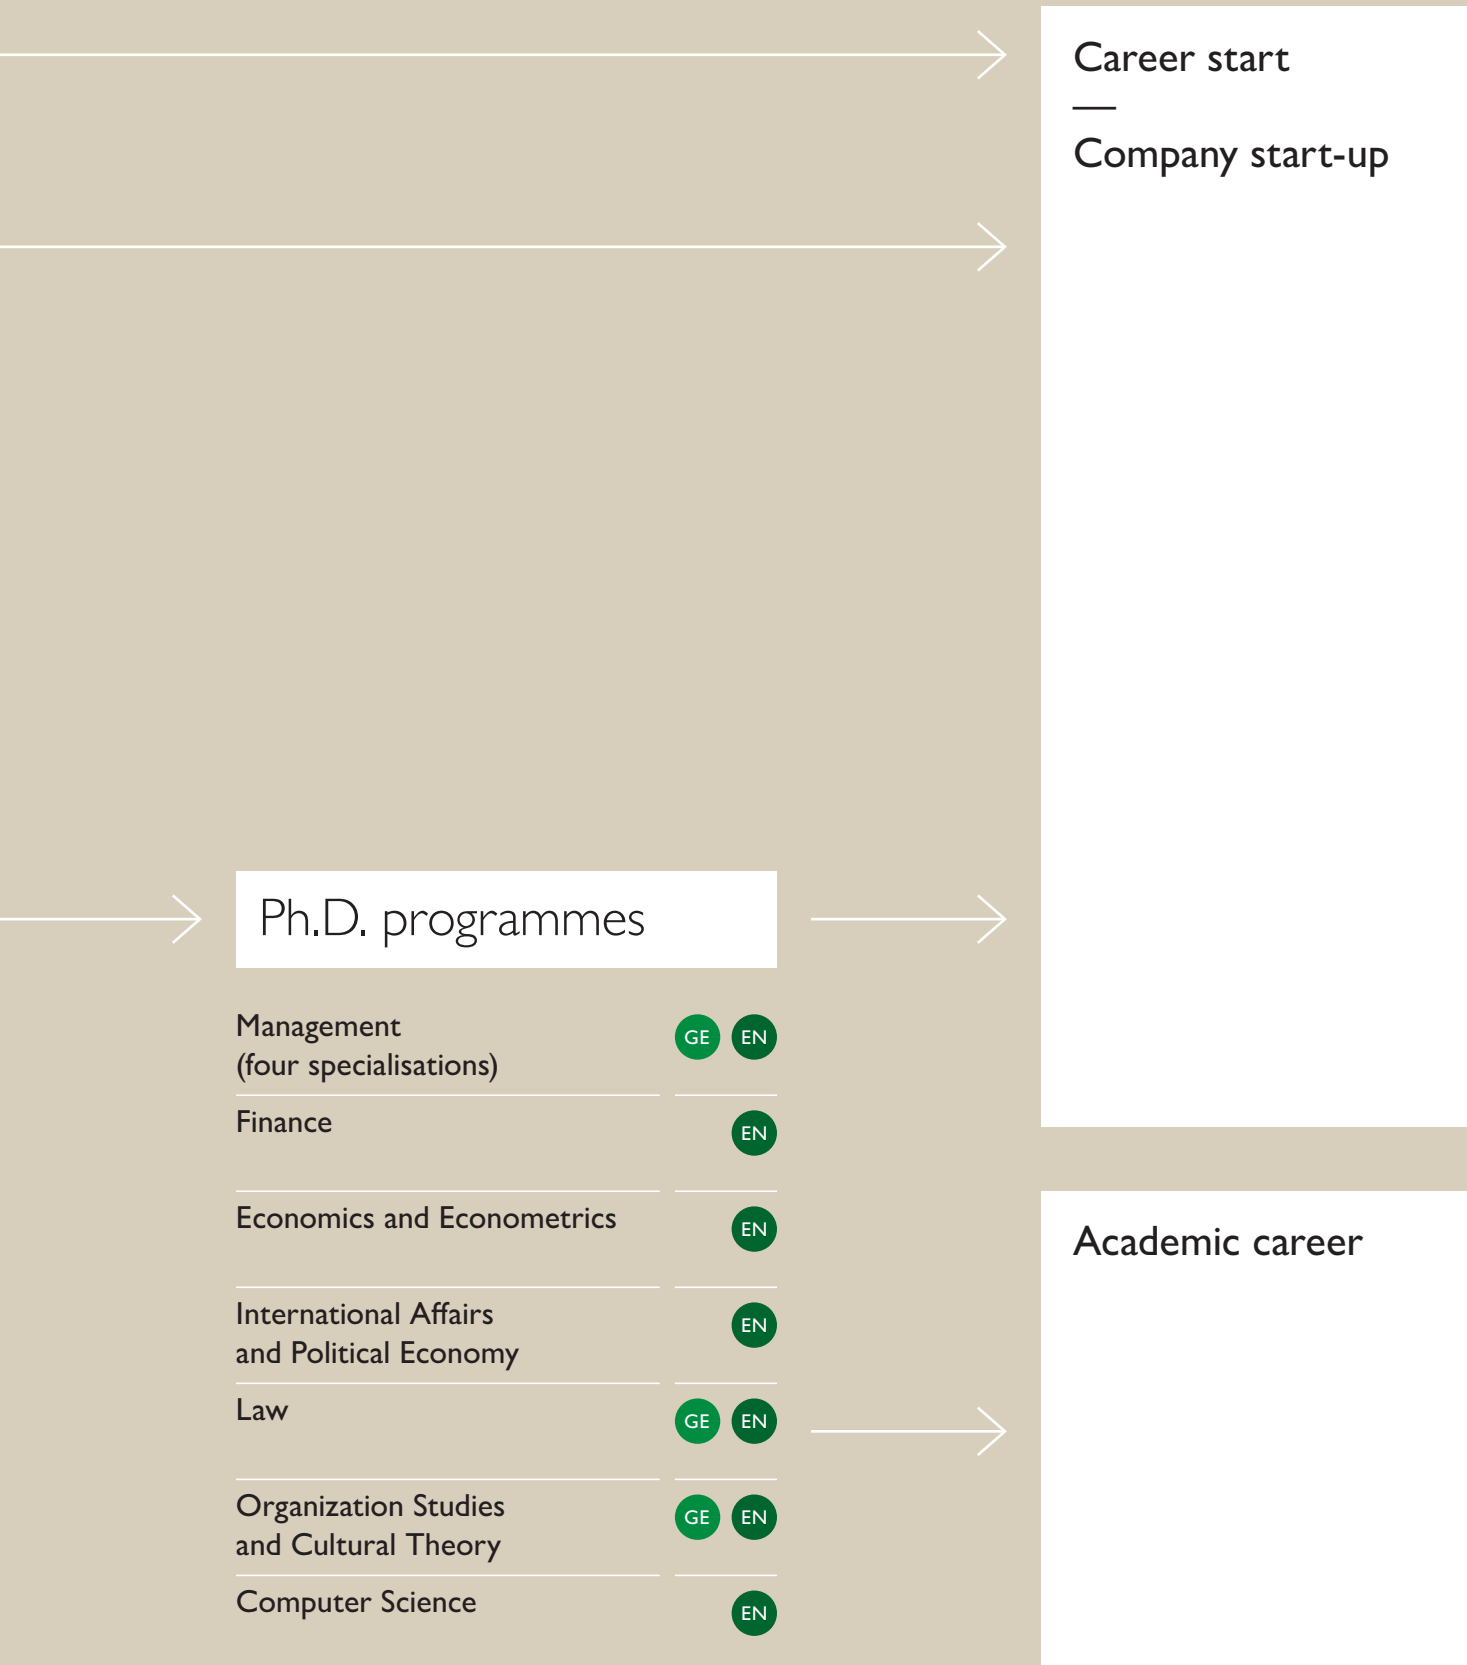 Career start
—
Company start-up
Ph.D. programmes
Management
(four specialisations)
GE EN
Finance
EN
Economics and Econometrics
EN
International Affairs
and Political Economy
EN
Law
GE EN
Organization Studies
and Cultural Theory
GE EN
Computer Science
EN
Academic career